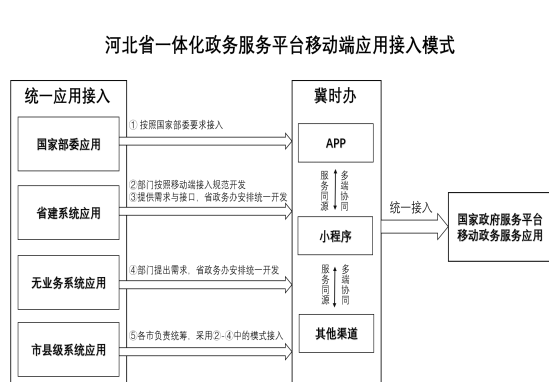 河北省一体化政务服务平台移动端应用接入模式
统一应用接入
国家部委应用
省建系统应用
无业务系统应用
市县级系统应用
①按照国家部委要求接入
②部门按照移动端接入规范开发
③提供需求与接口，省政务办安排统一开发
④部门提出需求，省政务办安排统一开发
⑤各市负责统筹，采用②-④中的模式接入
冀时办
APP
服务同源
多端协同
小程序
服务同源
多端协同
其他渠道
统一接入
国家政府服务平台
移动政务服务应用